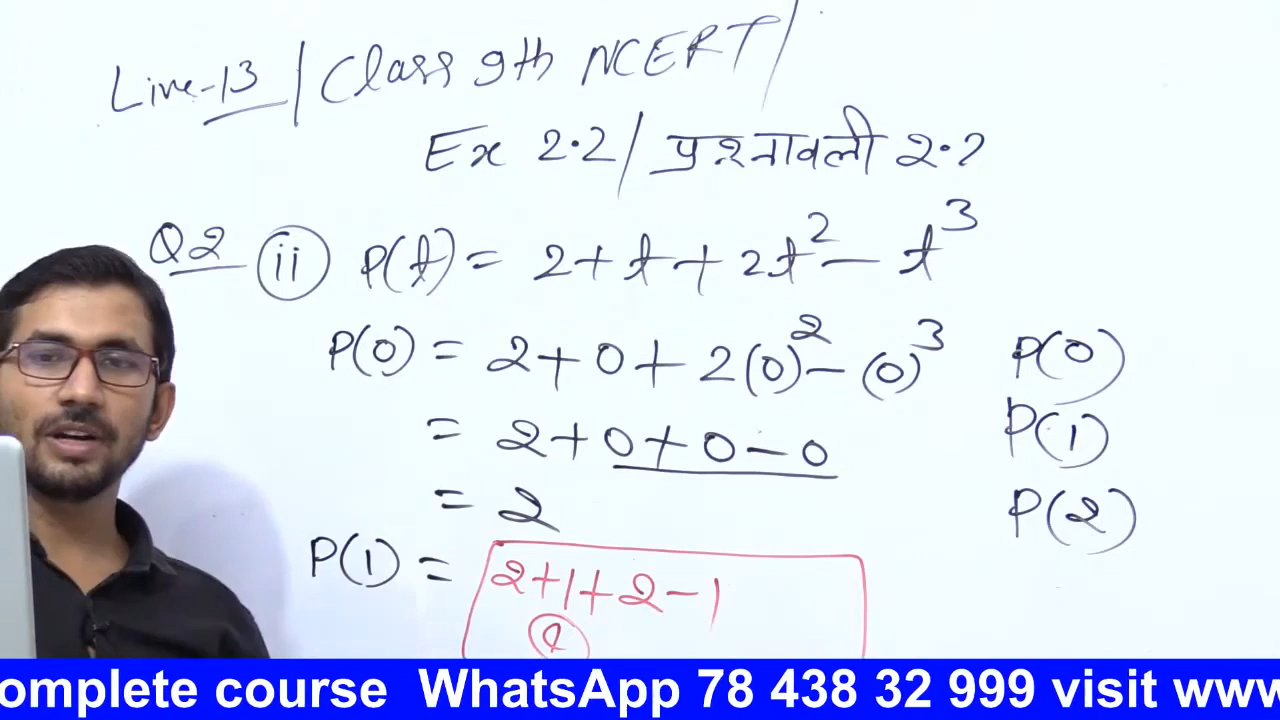 Live-13 / Class 9th NCERT /
Ex 2.2 / प्रश्नावली 2.2
Q2 (ii) P(t) = 2 + t + 2t² - t³
P(0) = 2 + 0 + 2(0)² - (0)³
= 2 + 0 + 0 - 0
= 2
P(1) = 2+1+2-1
P(0)
P(1)
P(2)
omplete course WhatsApp 78 438 32 999 visit www